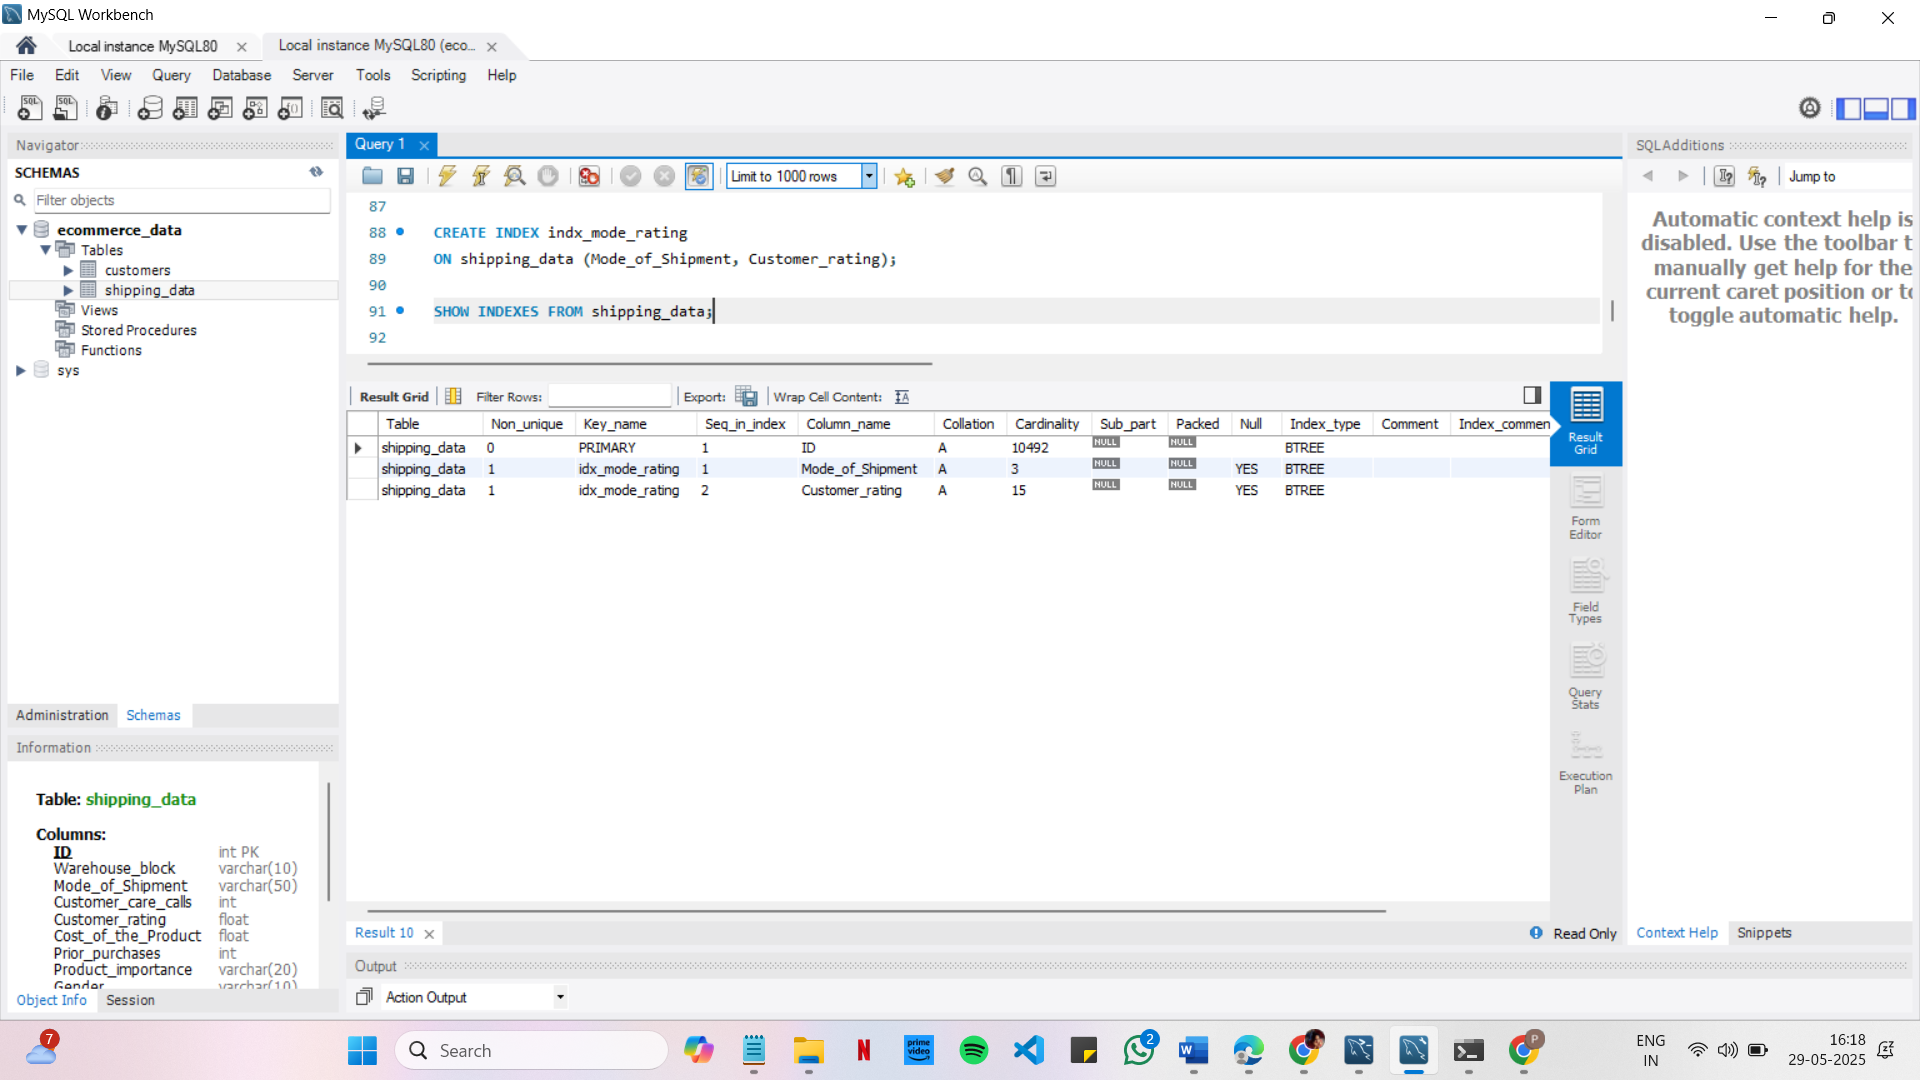 MySQL Workbench
Local instance MySQL80
Local instance MySQL80 (eco...
File Edit View Query Database Server Tools Scripting Help
Navigator
SCHEMAS
Filter objects
ecommerce_data
Tables
customers
shipping_data
Views
Stored Procedures
Functions
sys
Administration Schemas
Information
Table: shipping_data
Columns:
ID int PK
Warehouse_block varchar(10)
Mode_of_Shipment varchar(50)
Customer_care_calls int
Customer_rating float
Cost_of_the_Product float
Prior_purchases int
Product_importance varchar(20)
Gender varchar(10)
Object Info Session
Query 1
Limit to 1000 rows
87
88 CREATE INDEX indx_mode_rating
89 ON shipping_data (Mode_of_Shipment, Customer_rating);
90
91 SHOW INDEXES FROM shipping_data;
92
Result Grid Filter Rows: Export: Wrap Cell Content:
Table Non_unique Key_name Seq_in_index Column_name Collation Cardinality Sub_part Packed Null Index_type Comment Index_commen
shipping_data 0 PRIMARY 1 ID A 10492 NULL NULL BTREE
shipping_data 1 idx_mode_rating 1 Mode_of_Shipment A 3 NULL NULL YES BTREE
shipping_data 1 idx_mode_rating 2 Customer_rating A 15 NULL NULL YES BTREE
Result Grid
Form Editor
Field Types
Query Stats
Execution Plan
Result 10
Read Only
Output
Action Output
SQLAdditions
Jump to
Automatic context help is
disabled. Use the toolbar t
manually get help for the
current caret position or to
toggle automatic help.
Context Help Snippets
7
Search
prime video
2
P
ENG
IN
16:18
29-05-2025